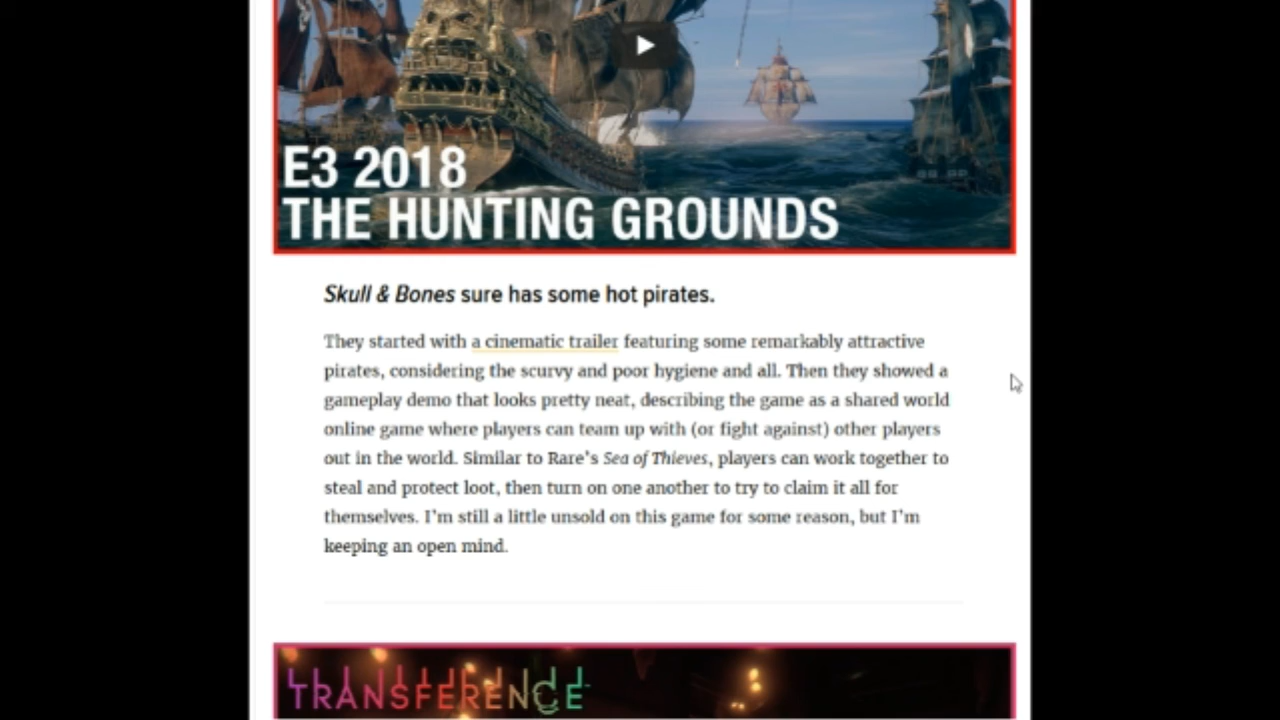 E3 2018
THE HUNTING GROUNDS
Skull & Bones sure has some hot pirates.
They started with a cinematic trailer featuring some remarkably attractive
pirates, considering the scurvy and poor hygiene and all. Then they showed a
gameplay demo that looks pretty neat, describing the game as a shared world
online game where players can team up with (or fight against) other players
out in the world. Similar to Rare's Sea of Thieves, players can work together to
steal and protect loot, then turn on one another to try to claim it all for
themselves. I'm still a little unsold on this game for some reason, but I'm
keeping an open mind.
TRANSFERENCE